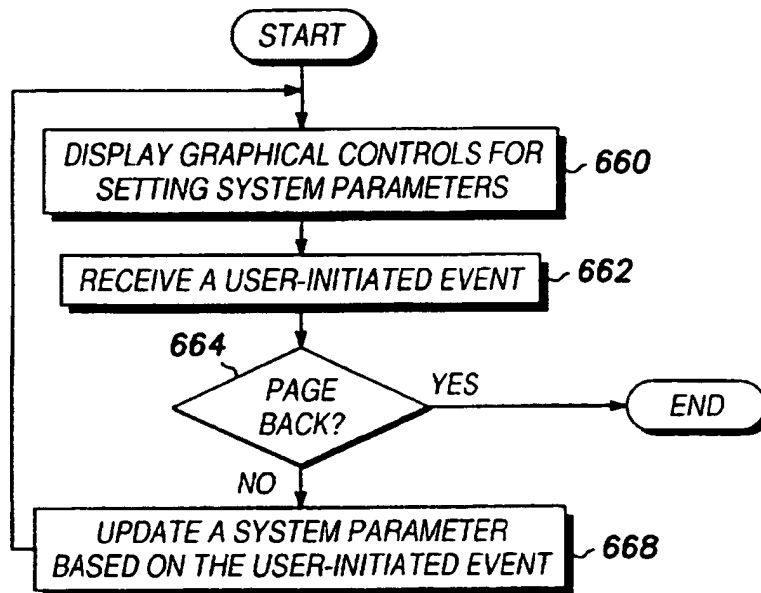 START
DISPLAY GRAPHICAL CONTROLS FOR
SETTING SYSTEM PARAMETERS
660
RECEIVE A USER-INITIATED EVENT
662
664
PAGE
BACK?
YES
END
NO
UPDATE A SYSTEM PARAMETER
BASED ON THE USER-INITIATED EVENT
668